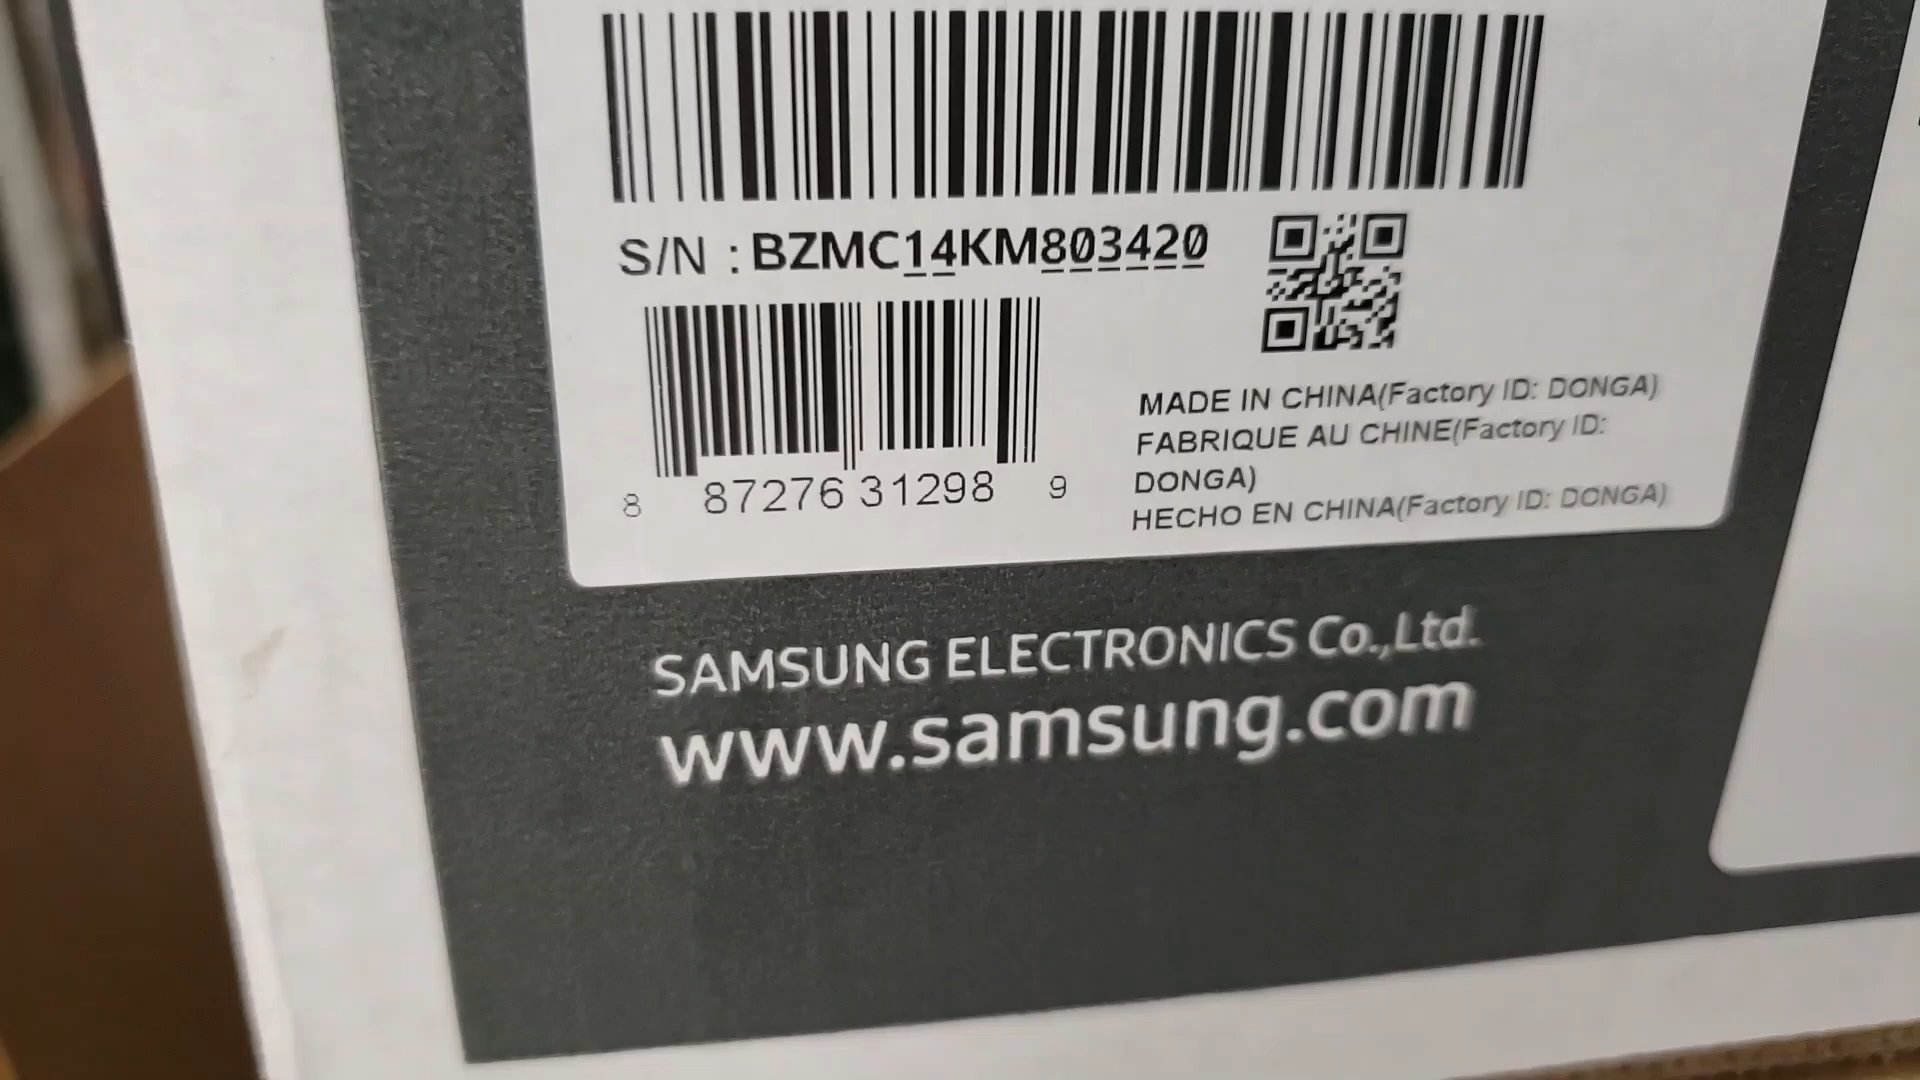 S/N : BZMC14KM803420
8 87276 31298 9
MADE IN CHINA(Factory ID: DONGA)
FABRIQUE AU CHINE(Factory ID:
DONGA)
HECHO EN CHINA(Factory ID: DONGA)
SAMSUNG ELECTRONICS Co.,Ltd.
www.samsung.com